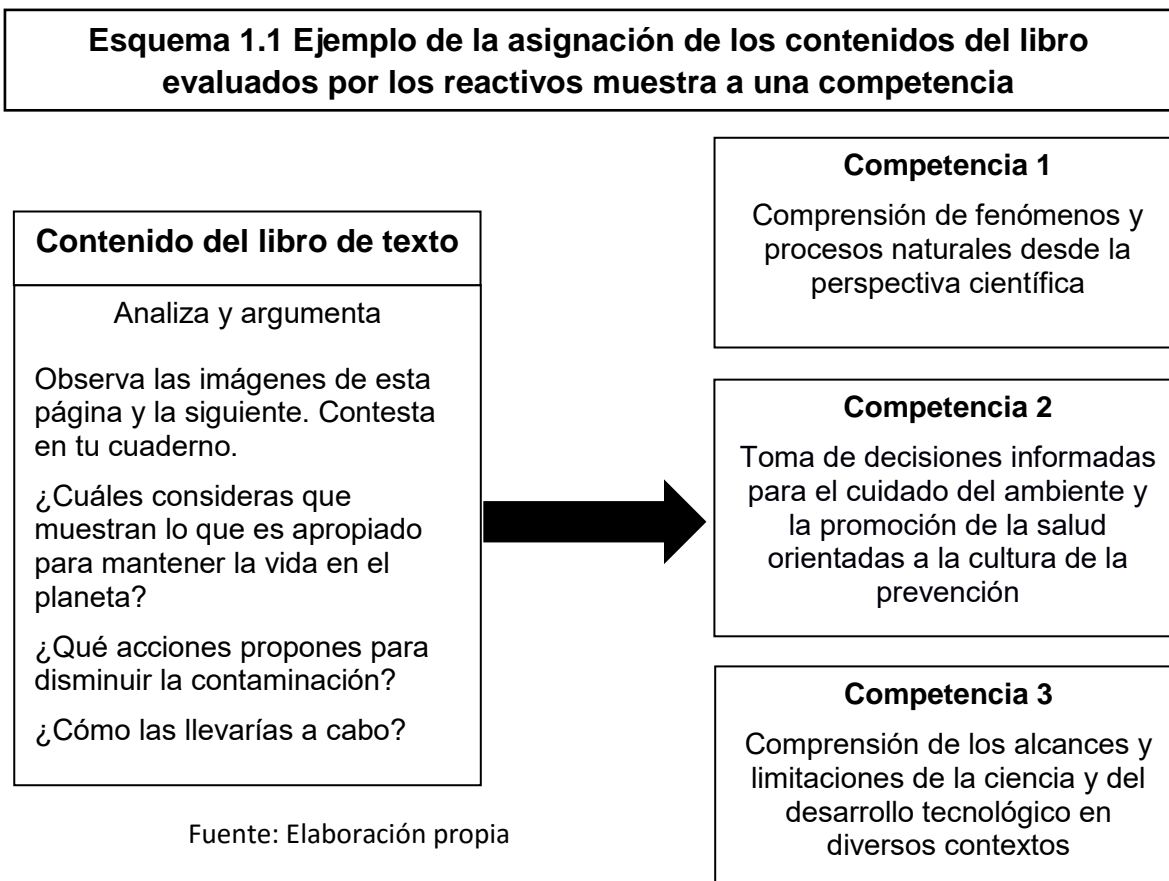 Esquema 1.1 Ejemplo de la asignación de los contenidos del libro
evaluados por los reactivos muestra a una competencia
Contenido del libro de texto
Analiza y argumenta
Observa las imágenes de esta
página y la siguiente. Contesta
en tu cuaderno.
¿Cuáles consideras que
muestran lo que es apropiado
para mantener la vida en el
planeta?
¿Qué acciones propones para
disminuir la contaminación?
¿Cómo las llevarías a cabo?
Competencia 1
Comprensión de fenómenos y
procesos naturales desde la
perspectiva científica
Competencia 2
Toma de decisiones informadas
para el cuidado del ambiente y
la promoción de la salud
orientadas a la cultura de la
prevención
Competencia 3
Comprensión de los alcances y
limitaciones de la ciencia y del
desarrollo tecnológico en
diversos contextos
Fuente: Elaboración propia